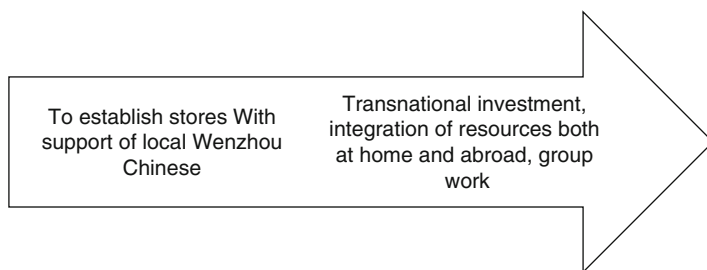 To establish stores With
support of local Wenzhou
Chinese
Transnational investment,
integration of resources both
at home and abroad, group
work